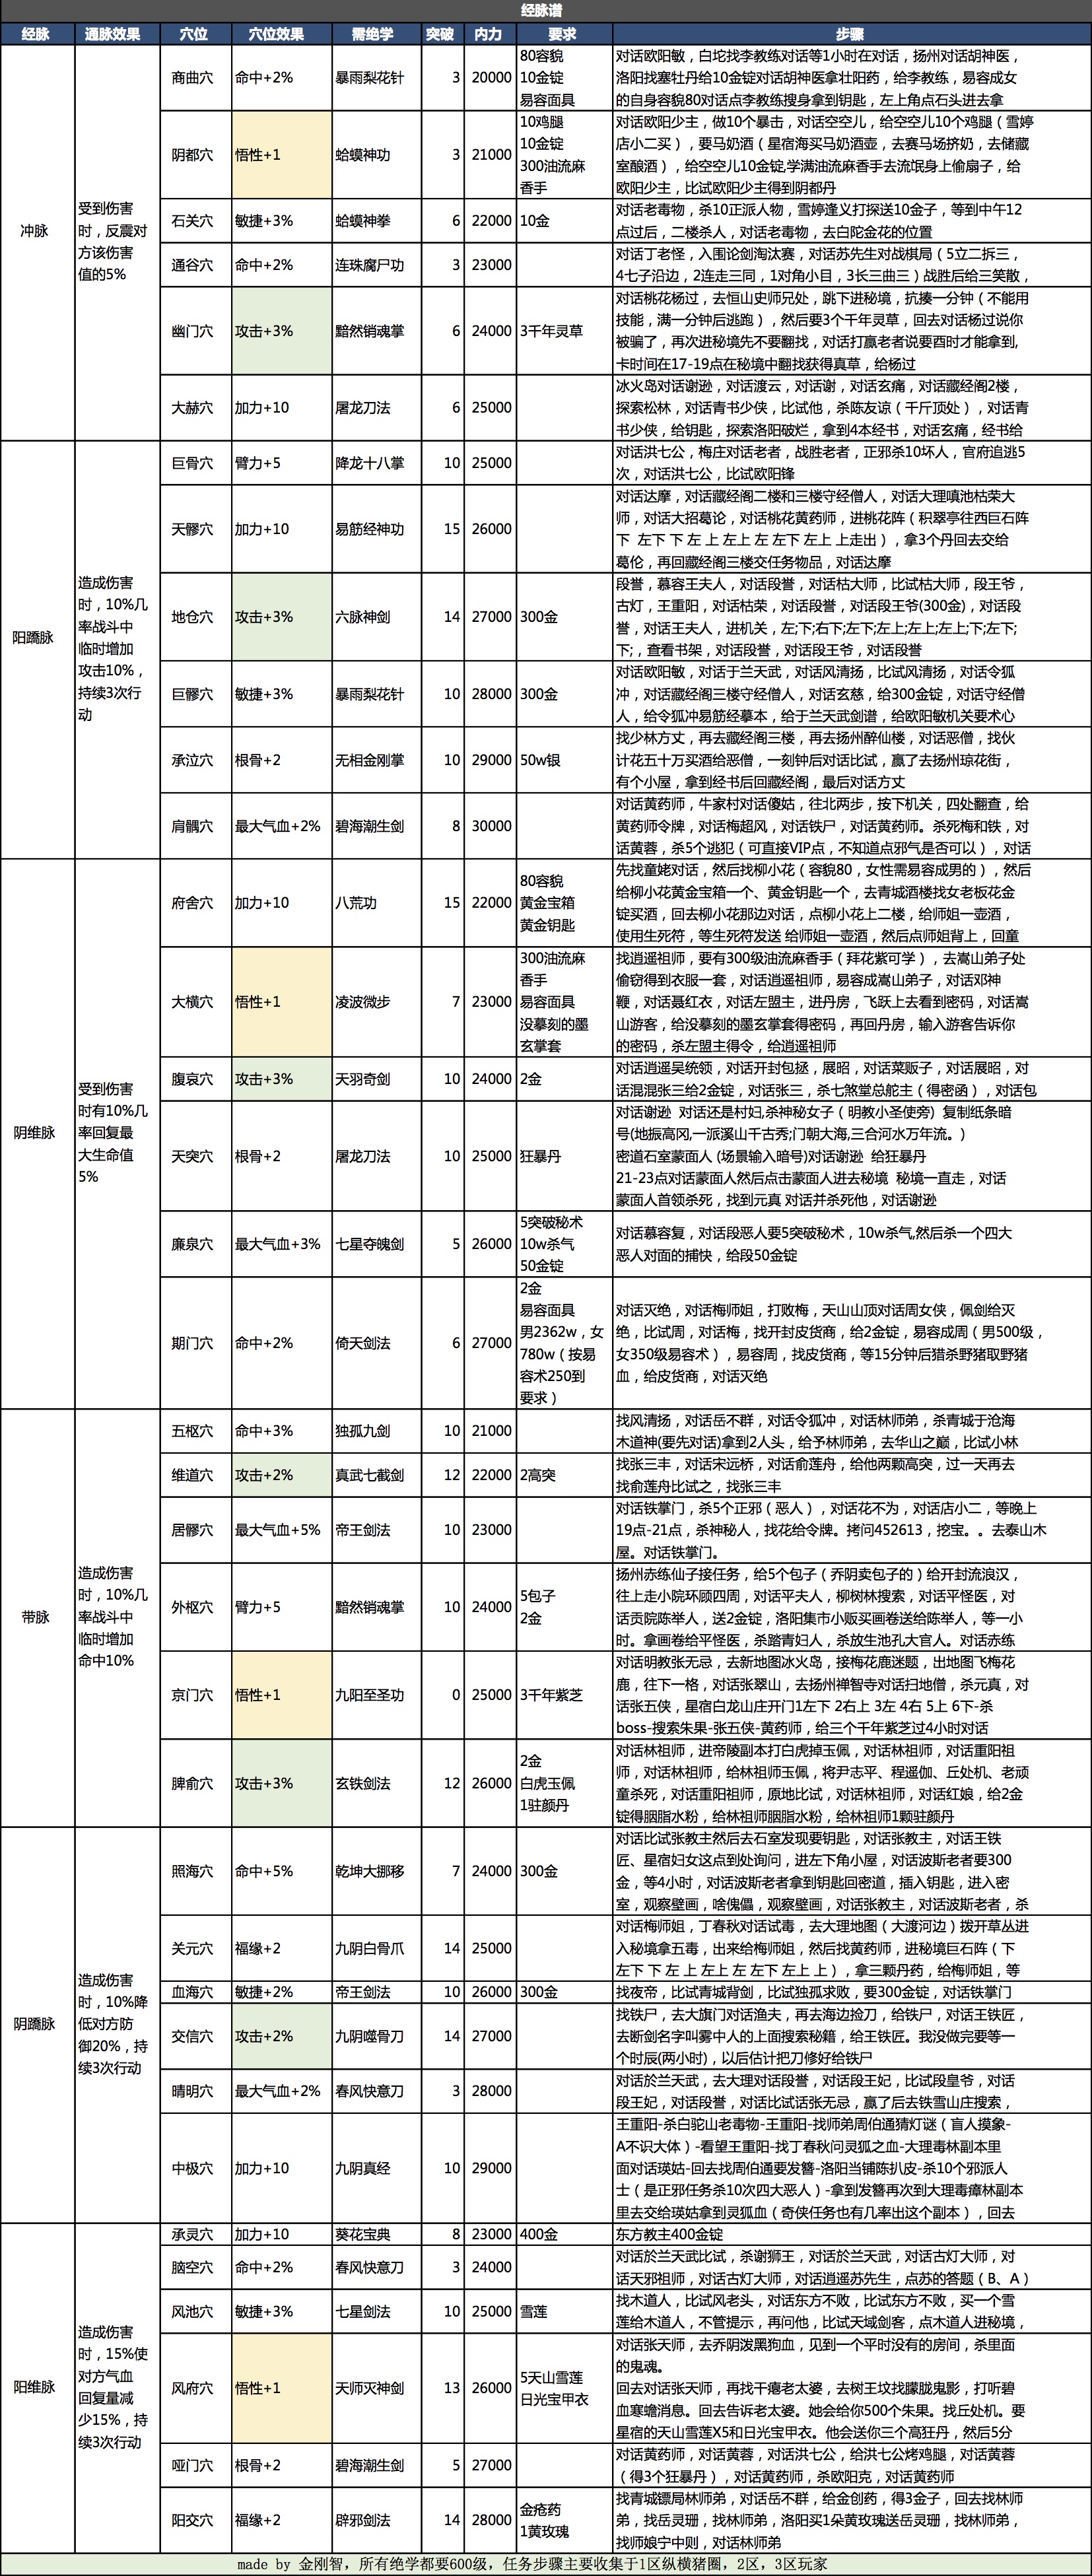 经脉谱
经脉 通脉效果 穴位 穴位效果 需绝学 突破 内力 要求 步骤
冲脉
受到伤害
时，反震对
方该伤害
值的5%
商曲穴 命中+2% 暴雨梨花针 3 20000
80容貌
10金锭
易容面具
对话欧阳敏，白坨找李教练对话等1小时在对话，扬州对话胡神医，
洛阳找塞牡丹给10金锭对话胡神医拿壮阳药，给李教练，易容成女
的自身容貌80对话点李教练搜身拿到钥匙，左上角点石头进去拿
阴都穴 悟性+1 蛤蟆神功 3 21000
10鸡腿
10金锭
300油流麻
香手
对话欧阳少主，做10个暴击，对话空空儿，给空空儿10个鸡腿（雪婷
店小二买），要马奶酒（星宿海买马奶酒壶，去赛马场挤奶，去储藏
室酿酒），给空空儿10金锭,学满油流麻香手去流氓身上偷扇子，给
欧阳少主，比试欧阳少主得到阴都丹
石关穴 敏捷+3% 蛤蟆神拳 6 22000 10金
对话老毒物，杀10正派人物，雪婷逢义打探送10金子，等到中午12
点过后，二楼杀人，对话老毒物，去白陀金花的位置
通谷穴 命中+2% 连珠腐尸功 3 23000
对话丁老怪，入围论剑淘汰赛，对话苏先生对战棋局（5立二拆三，
4七子沿边，2连走三同，1对角小目，3长三曲三）战胜后给三笑散，
幽门穴 攻击+3% 黯然销魂掌 6 24000 3千年灵草
对话桃花杨过，去恒山史师兄处，跳下进秘境，抗揍一分钟（不能用
技能，满一分钟后逃跑），然后要3个千年灵草，回去对话杨过说你
被骗了，再次进秘境先不要翻找，对话打赢老者说要酉时才能拿到,
卡时间在17-19点在秘境中翻找获得真草，给杨过
大赫穴 加力+10 屠龙刀法 6 25000
冰火岛对话谢逊，对话渡云，对话谢，对话玄痛，对话藏经阁2楼，
探索松林，对话青书少侠，比试他，杀陈友谅（千斤顶处），对话青
书少侠，给钥匙，探索洛阳破烂，拿到4本经书，对话玄痛，经书给
阳蹻脉
造成伤害
时，10%几
率战斗中
临时增加
攻击10%，
持续3次行
动
巨骨穴 臂力+5 降龙十八掌 10 25000
对话洪七公，梅庄对话老者，战胜老者，正邪杀10坏人，官府追逃5
次，对话洪七公，比试欧阳锋
天髎穴 加力+10 易筋经神功 15 26000
对话达摩，对话藏经阁二楼和三楼守经僧人，对话大理嗔池枯荣大
师，对话大招葛论，对话桃花黄药师，进桃花阵（积翠亭往西巨石阵
下 左下 下 左 上 左上 左 左下 左上 上走出），拿3个丹回去交给
葛伦，再回藏经阁三楼交任务物品，对话达摩
地仓穴 攻击+3% 六脉神剑 14 27000 300金
段誉，慕容王夫人，对话段誉，对话枯大师，比试枯大师，段王爷，
古灯，王重阳，对话枯荣，对话段誉，对话段王爷(300金)，对话段
誉，对话王夫人，进机关，左;下;右下;左下;左上;左上;左上;下;左下;
下;，查看书架，对话段誉，对话段王爷，对话段誉
巨髎穴 敏捷+3% 暴雨梨花针 10 28000 300金
对话欧阳敏，对话于兰天武，对话风清扬，比试风清扬，对话令狐
冲，对话藏经阁三楼守经僧人，对话玄慈，给300金锭，对话守经僧
人，给令狐冲易筋经摹本，给于兰天武剑谱，给欧阳敏机关要术心
承泣穴 根骨+2 无相金刚掌 10 29000 50w银
找少林方丈，再去藏经阁三楼，再去扬州醉仙楼，对话恶僧，找伙
计花五十万买酒给恶僧，一刻钟后对话比试，赢了去扬州琼花街，
有个小屋，拿到经书后回藏经阁，最后对话方丈
肩髃穴 最大气血+2% 碧海潮生剑 8 30000
对话黄药师，牛家村对话傻姑，往北两步，按下机关，四处翻查，给
黄药师令牌，对话梅超风，对话铁尸，对话黄药师。杀死梅和铁，对
话黄蓉，杀5个逃犯（可直接VIP点，不知道点邪气是否可以），对话
阴维脉
受到伤害
时有10%几
率回复最
大生命值
5%
府舍穴 加力+10 八荒功 15 22000
80容貌
黄金宝箱
黄金钥匙
先找童姥对话，然后找柳小花（容貌80，女性需易容成男的），然后
给柳小花黄金宝箱一个、黄金钥匙一个，去青城酒楼找女老板花金
锭买酒，回去柳小花那边对话，点柳小花上二楼，给师姐一壶酒，
使用生死符，等生死符发送 给师姐一壶酒，然后点师姐背上，回童
大横穴 悟性+1 凌波微步 7 23000
300油流麻
香手
易容面具
没摹刻的墨
玄掌套
找逍遥祖师，要有300级油流麻香手（拜花紫可学），去嵩山弟子处
偷窃得到衣服一套，对话逍遥祖师，易容成嵩山弟子，对话邓神
鞭，对话聂红衣，对话左盟主，进丹房，飞跃上去看到密码，对话嵩
山游客，给没摹刻的墨玄掌套得密码，再回丹房，输入游客告诉你
的密码，杀左盟主得令，给逍遥祖师
腹哀穴 攻击+3% 天羽奇剑 10 24000 2金
对话逍遥吴统领，对话开封包拯，展昭，对话菜贩子，对话展昭，对
话混混张三给2金锭，对话张三，杀七煞堂总舵主（得密函），对话包
天突穴 根骨+2 屠龙刀法 10 25000 狂暴丹
对话谢逊 对话还是村妇,杀神秘女子（明教小圣使旁）复制纸条暗
号(地振高冈,一派溪山千古秀;门朝大海,三合河水万年流。)
密道石室蒙面人 (场景输入暗号)对话谢逊 给狂暴丹
21-23点对话蒙面人然后点击蒙面人进去秘境 秘境一直走，对话
蒙面人首领杀死，找到元真 对话并杀死他，对话谢逊
廉泉穴 最大气血+3% 七星夺魄剑 5 26000
5突破秘术
10w杀气
50金锭
对话慕容复，对话段恶人要5突破秘术，10w杀气,然后杀一个四大
恶人对面的捕快，给段50金锭
期门穴 命中+2% 倚天剑法 6 27000
2金
易容面具
男2362w，女
780w（按易
容术250到
要求）
对话灭绝，对话梅师姐，打败梅，天山山顶对话周女侠，佩剑给灭
绝，比试周，对话梅，找开封皮货商，给2金锭，易容成周（男500级，
女350级易容术），易容周，找皮货商，等15分钟后猎杀野猪取野猪
血，给皮货商，对话灭绝
带脉
造成伤害
时，10%几
率战斗中
临时增加
命中10%
五枢穴 命中+3% 独孤九剑 10 21000
找风清扬，对话岳不群，对话令狐冲，对话林师弟，杀青城于沧海
木道神(要先对话)拿到2人头，给予林师弟，去华山之巅，比试小林
维道穴 攻击+2% 真武七截剑 12 22000 2高突
找张三丰，对话宋远桥，对话俞莲舟，给他两颗高突，过一天再去
找俞莲舟比试之，找张三丰
居髎穴 最大气血+5% 帝王剑法 10 23000
对话铁掌门，杀5个正邪（恶人），对话花不为，对话店小二，等晚上
19点-21点，杀神秘人，找花给令牌。拷问452613，挖宝。。去泰山木
屋。对话铁掌门。
外枢穴 臂力+5 黯然销魂掌 10 24000
5包子
2金
扬州赤练仙子接任务，给5个包子（乔阴卖包子的）给开封流浪汉，
往上走小院环顾四周，对话平夫人，柳树林搜索，对话平怪医，对
话贡院陈举人，送2金锭，洛阳集市小贩买画卷送给陈举人，等一小
时。拿画卷给平怪医，杀踏青妇人，杀放生池孔大官人。对话赤练
京门穴 悟性+1 九阳至圣功 0 25000 3千年紫芝
对话明教张无忌，去新地图冰火岛，接梅花鹿迷题，出地图飞梅花
鹿，往下一格，对话张翠山，去扬州禅智寺对话扫地僧，杀元真，对
话张五侠，星宿白龙山庄开门1左下 2右上 3左 4右 5上 6下-杀
boss-搜索朱果-张五侠-黄药师，给三个千年紫芝过4小时对话
脾俞穴 攻击+3% 玄铁剑法 12 26000
2金
白虎玉佩
1驻颜丹
对话林祖师，进帝陵副本打白虎掉玉佩，对话林祖师，对话重阳祖
师，对话林祖师，给林祖师玉佩，将尹志平、程遥伽、丘处机、老顽
童杀死，对话重阳祖师，原地比试，对话林祖师，对话红娘，给2金
锭得胭脂水粉，给林祖师胭脂水粉，给林祖师1颗驻颜丹
阴蹻脉
造成伤害
时，10%降
低对方防
御20%，持
续3次行动
照海穴 命中+5% 乾坤大挪移 7 24000 300金
对话比试张教主然后去石室发现要钥匙，对话张教主，对话王铁
匠、星宿妇女这点到处询问，进左下角小屋，对话波斯老者要300
金，等4小时，对话波斯老者拿到钥匙回密道，插入钥匙，进入密
室，观察壁画，啥傀儡，观察壁画，对话张教主，对话波斯老者，杀
关元穴 福缘+2 九阴白骨爪 14 25000
对话梅师姐，丁春秋对话试毒，去大理地图（大渡河边）拨开草丛进
入秘境拿五毒，出来给梅师姐，然后找黄药师，进秘境巨石阵（下
左下 下 左 上 左上 左 左下 左上 上），拿三颗丹药，给梅师姐，等
血海穴 敏捷+2% 帝王剑法 10 26000 300金 找夜帝，比试青城背剑，比试独孤求败，要300金锭，对话铁掌门
交信穴 攻击+2% 九阴噬骨刀 14 27000
找铁尸，去大旗门对话渔夫，再去海边捡刀，给铁尸，对话王铁匠，
去断剑名字叫雾中人的上面搜索秘籍，给王铁匠。我没做完要等一
个时辰(两小时)，以后估计把刀修好给铁尸
晴明穴 最大气血+2% 春风快意刀 3 28000
对话於兰天武，去大理对话段誉，对话段王妃，比试段皇爷，对话
段王妃，对话段誉，对话比试话张无忌，赢了后去铁雪山庄搜索，
中极穴 加力+10 九阴真经 10 29000
王重阳-杀白驼山老毒物-王重阳-找师弟周伯通猜灯谜（盲人摸象-
A不识大体）-看望王重阳-找丁春秋问灵狐之血-大理毒林副本里
面对话瑛姑-回去找周伯通要发簪-洛阳当铺陈扒皮-杀10个邪派人
士（是正邪任务杀10次四大恶人）-拿到发簪再次到大理毒瘴林副本
里去交给瑛姑拿到灵狐血（奇侠任务也有几率出这个副本），回去
阳维脉
造成伤害
时，15%使
对方气血
回复量减
少15%，持
续3次行动
承灵穴 加力+10 葵花宝典 8 23000 400金 东方教主400金锭
脑空穴 命中+2% 春风快意刀 3 24000
对话於兰天武比试，杀谢狮王，对话於兰天武，对话古灯大师，对
话天邪祖师，对话古灯大师，对话逍遥苏先生，点苏的答题（B、A）
风池穴 敏捷+3% 七星剑法 10 25000 雪莲
找木道人，比试风老头，对话东方不败，比试东方不败，买一个雪
莲给木道人，不管提示，再问他，比试天域剑客，点木道人进秘境，
风府穴 悟性+1 天师灭神剑 13 26000
5天山雪莲
日光宝甲衣
对话张天师，去乔阴泼黑狗血，见到一个平时没有的房间，杀里面
的鬼魂。
回去对话张天师，再找干瘪老太婆，去树王坟找朦胧鬼影，打听碧
血寒蟾消息。回去告诉老太婆。她会给你500个朱果。找丘处机。要
星宿的天山雪莲X5和日光宝甲衣。他会送你三个高狂丹，然后5分
哑门穴 根骨+2 碧海潮生剑 5 27000
对话黄药师，对话黄蓉，对话洪七公，给洪七公烤鸡腿，对话黄蓉
（得3个狂暴丹），对话黄药师，杀欧阳克，对话黄药师
阳交穴 福缘+2 辟邪剑法 14 28000
金疮药
1黄玫瑰
找青城镖局林师弟，对话岳不群，给金创药，得3金子，回去找林师
弟，找岳灵珊，找林师弟，洛阳买1朵黄玫瑰送岳灵珊，找林师弟，
找师娘宁中则，对话林师弟
made by 金刚智，所有绝学都要600级，任务步骤主要收集于1区纵横猪圈，2区，3区玩家